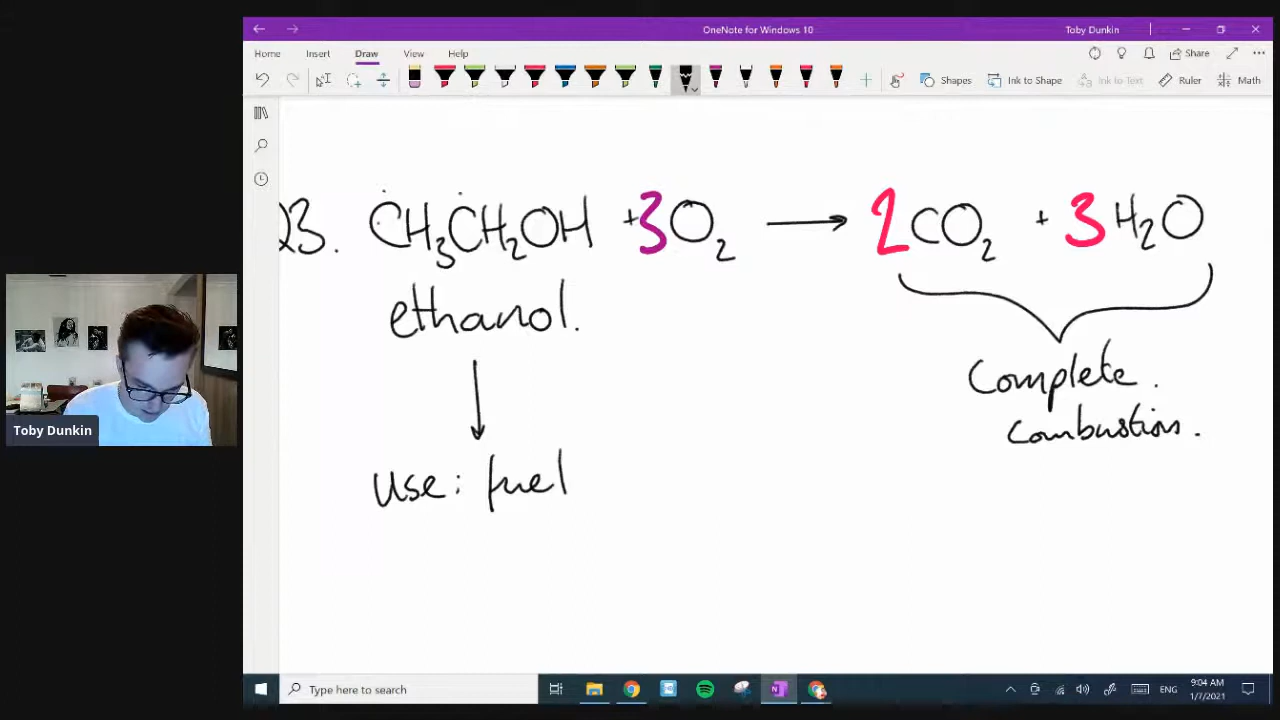 OneNote for Windows 10
Toby Dunkin
Home Insert Draw View Help
Share
Shapes Ink to Shape Ink to Text Ruler Math
23. CH₃CH₂OH + 3O₂ → 2CO₂ + 3H₂O
ethanol.
Complete.
combustion.
Use: fuel
Toby Dunkin
Type here to search
ENG
9:04 AM
1/7/2021